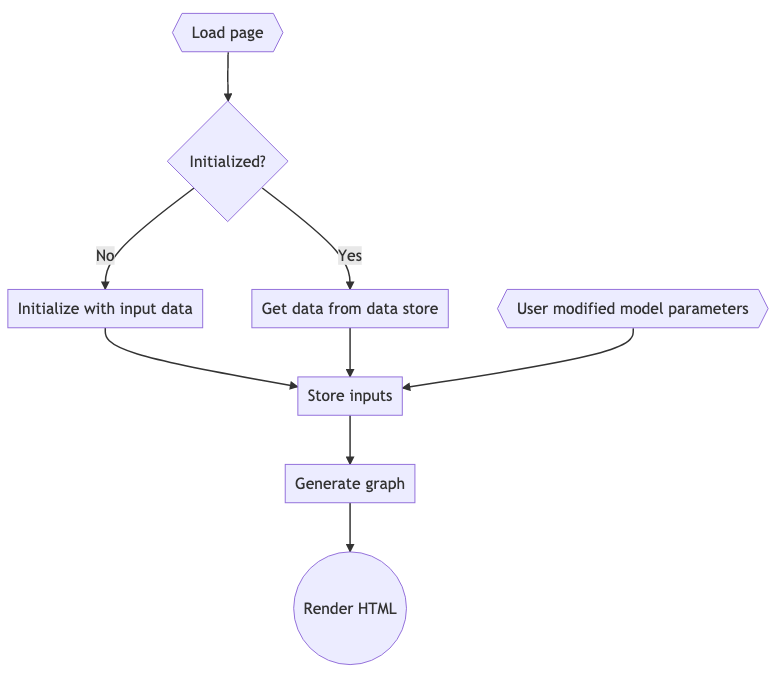 Load page
Initialized?
No
Yes
Initialize with input data
Get data from data store
User modified model parameters
Store inputs
Generate graph
Render HTML